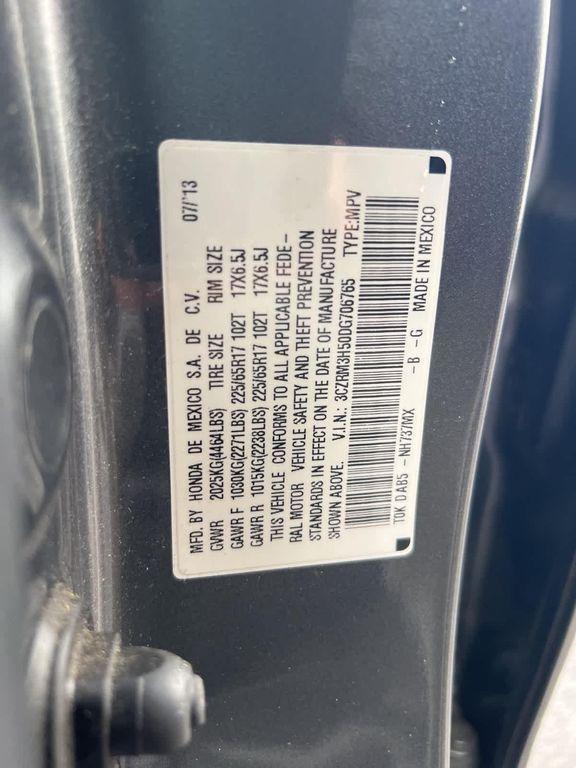 MFD. BY HONDA DE MEXICO S.A. DE C.V. 07/'13
GVWR 2025KG(4464LBS) TIRE SIZE RIM SIZE
GAWR F 1030KG(2271LBS) 225/65R17 102T 17X6.5J
GAWR R 1015KG(2238LBS) 225/65R17 102T 17X6.5J
THIS VEHICLE CONFORMS TO ALL APPLICABLE FEDE-
RAL MOTOR VEHICLE SAFETY AND THEFT PREVENTION
STANDARDS IN EFFECT ON THE DATE OF MANUFACTURE
SHOWN ABOVE. V.I.N.: 3CZRM3H50DG706765 TYPE:MPV
T0K D AB5 -NH737MX -B -G MADE IN MEXICO